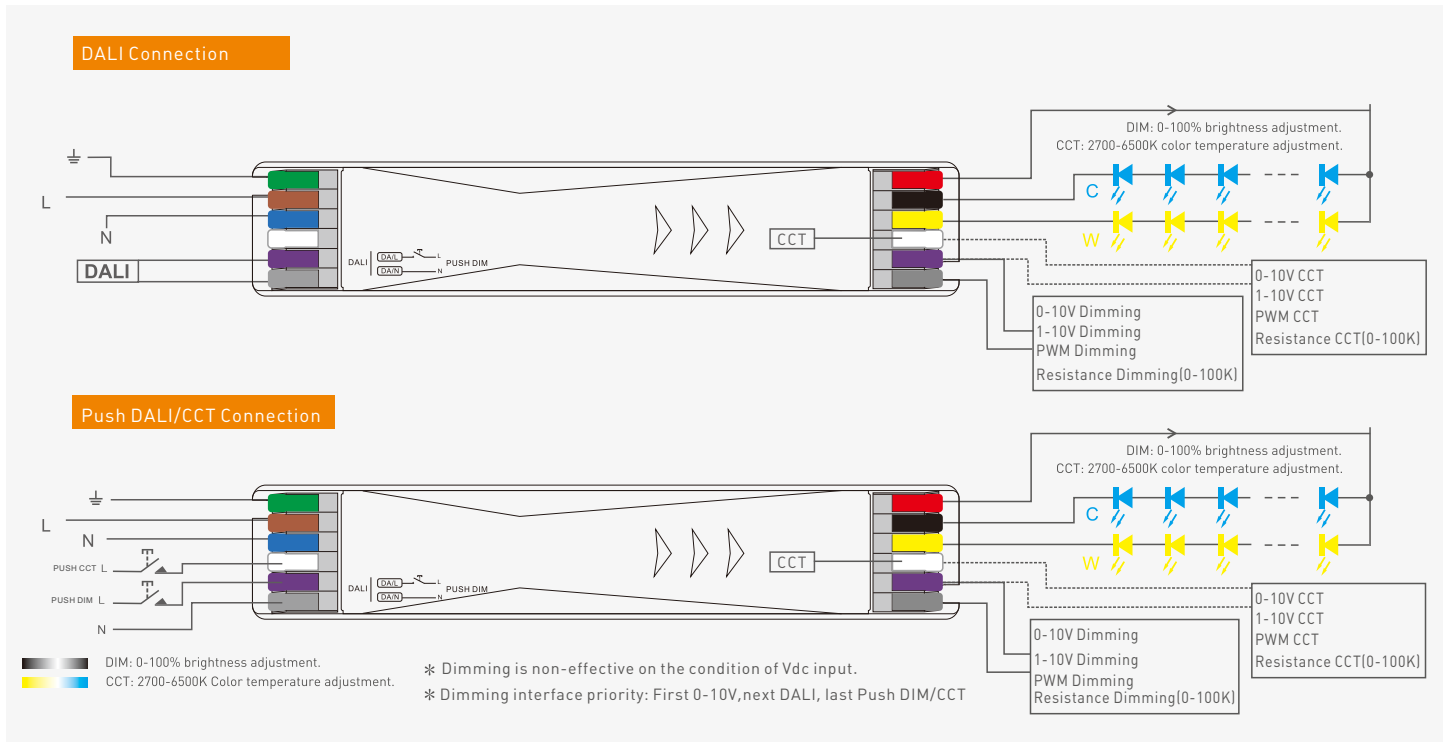 DALI Connection
DIM: 0-100% brightness adjustment.
CCT: 2700-6500K color temperature adjustment.
L
N
DALI
C
W
CCT
DALI
DA/L
L
PUSH DIM
DA/N
N
0-10V CCT
1-10V CCT
PWM CCT
Resistance CCT(0-100K)
0-10V Dimming
1-10V Dimming
PWM Dimming
Resistance Dimming(0-100K)
Push DALI/CCT Connection
DIM: 0-100% brightness adjustment.
CCT: 2700-6500K color temperature adjustment.
L
N
PUSH CCT L
PUSH DIM L
N
C
W
CCT
DALI
DA/L
L
PUSH DIM
DA/N
N
0-10V CCT
1-10V CCT
PWM CCT
Resistance CCT(0-100K)
0-10V Dimming
1-10V Dimming
PWM Dimming
Resistance Dimming(0-100K)
DIM: 0-100% brightness adjustment.
CCT: 2700-6500K Color temperature adjustment.
* Dimming is non-effective on the condition of Vdc input.
* Dimming interface priority: First 0-10V,next DALI, last Push DIM/CCT